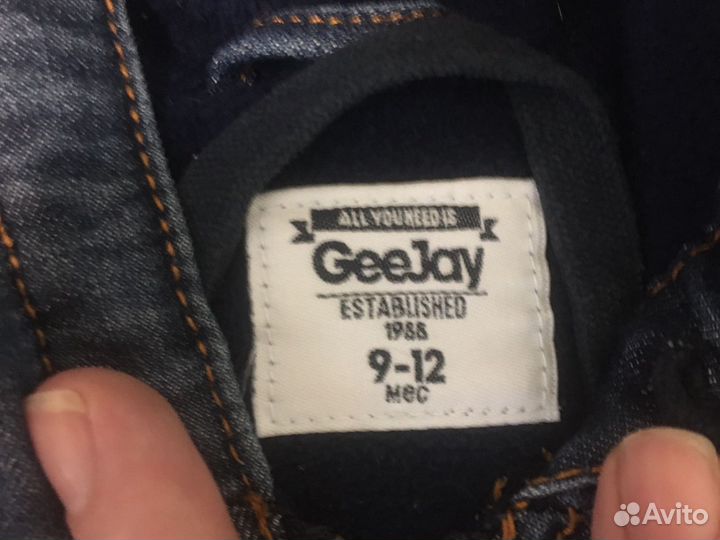 ALL YOU NEED IS
GeeJay
ESTABLISHED
1988
9-12
мес
Avito